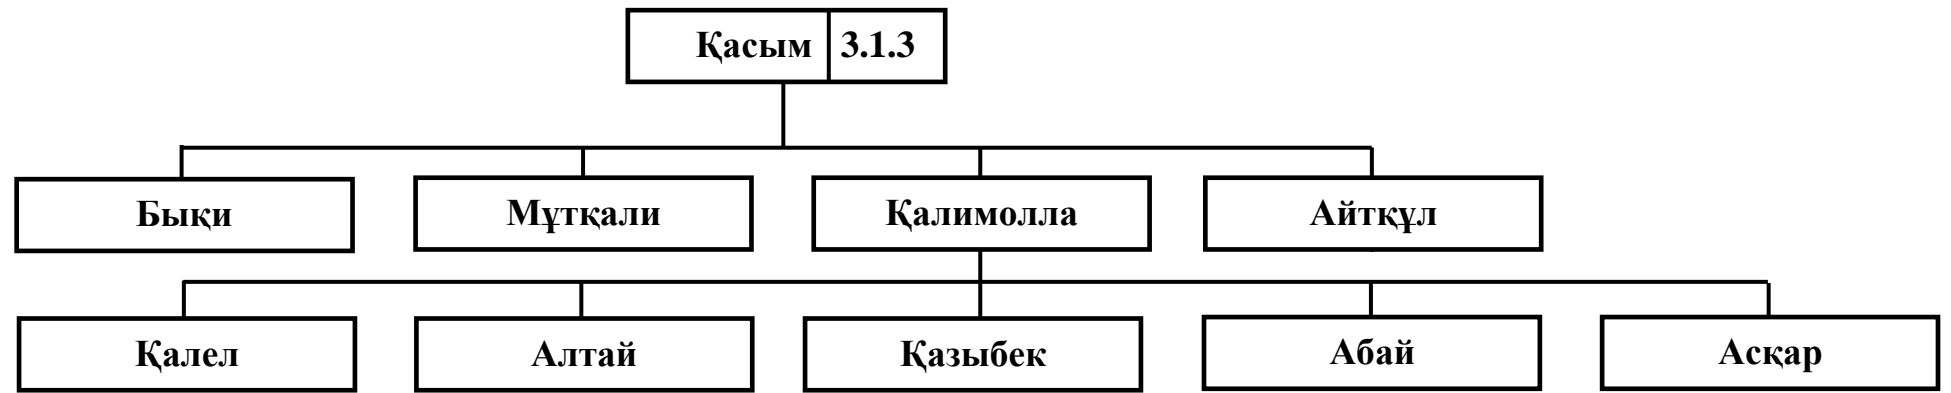 Қасым 3.1.3
Бықи Мұтқали Қалимолла Айтқұл
Қалел Алтай Қазыбек Абай Асқар